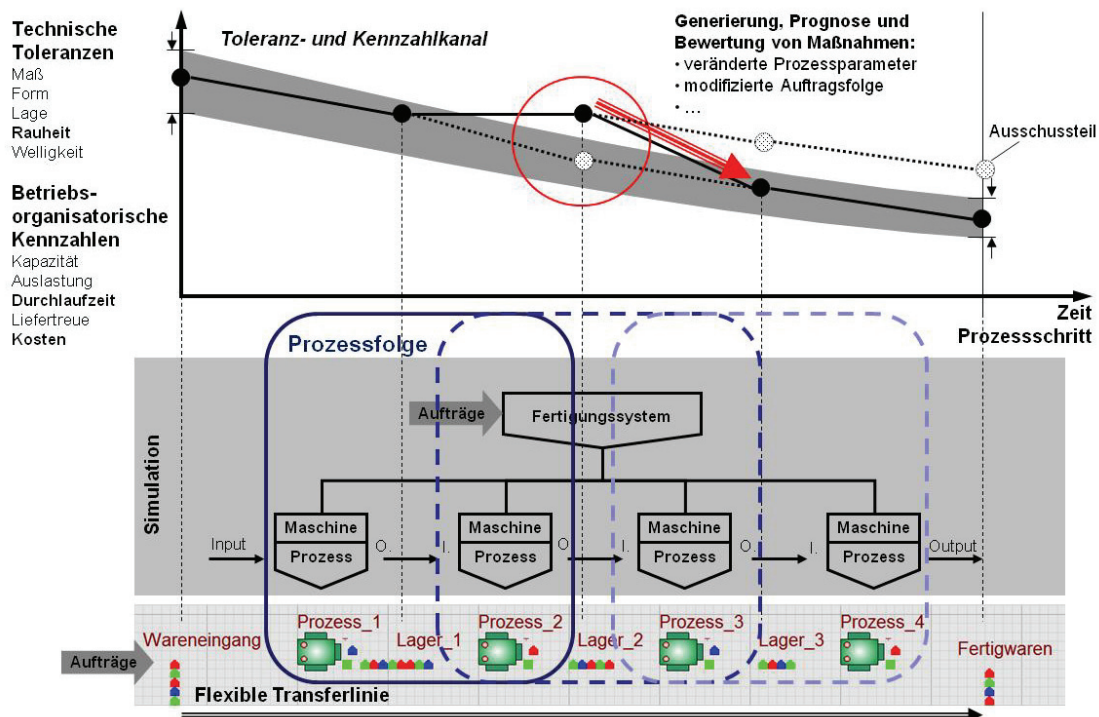 Technische
Toleranzen
Maß
Form
Lage
Rauheit
Welligkeit
Betriebs-
organisatorische
Kennzahlen
Kapazität
Auslastung
Durchlaufzeit
Liefertreue
Kosten
Toleranz- und Kennzahlkanal
Generierung, Prognose und
Bewertung von Maßnahmen:
• veränderte Prozessparameter
• modifizierte Auftragsfolge
• ...
Ausschussteil
Zeit
Prozessschritt
Prozessfolge
Simulation
Aufträge
Fertigungssystem
Maschine
Prozess
Maschine
Prozess
Maschine
Prozess
Maschine
Prozess
Input
O.
I.
O
I.
O.
I.
Output
Wareneingang
Prozess_1
Lager_1
Prozess_2
Lager_2
Prozess_3
Lager_3
Prozess_4
Fertigwaren
Aufträge
Flexible Transferlinie